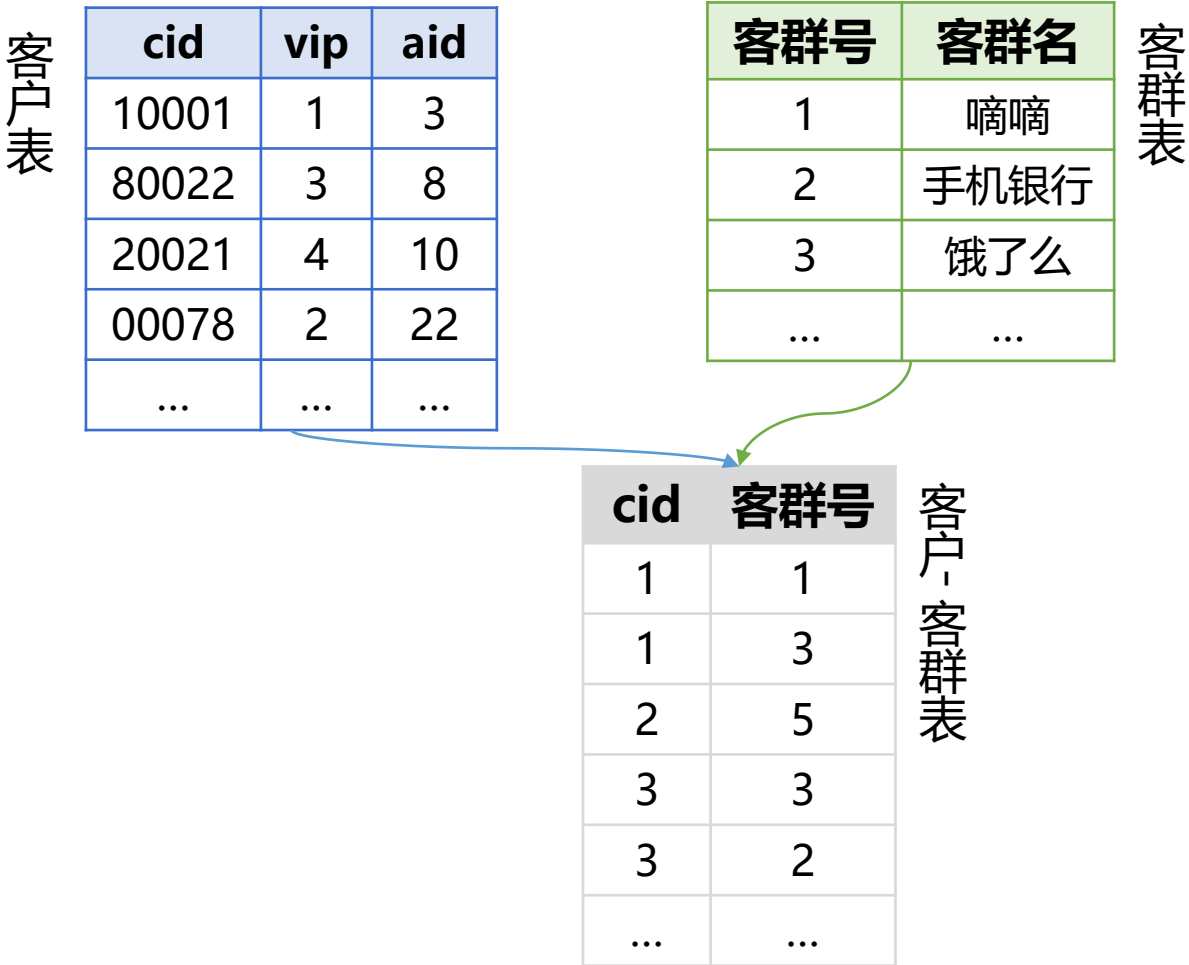 客户表
cid vip aid
10001 1 3
80022 3 8
20021 4 10
00078 2 22
... ... ...
客群号 客群名
1 嘀嘀
2 手机银行
3 饿了么
... ...
客群表
cid 客群号
1 1
1 3
2 5
3 3
3 2
... ...
客户-客群表